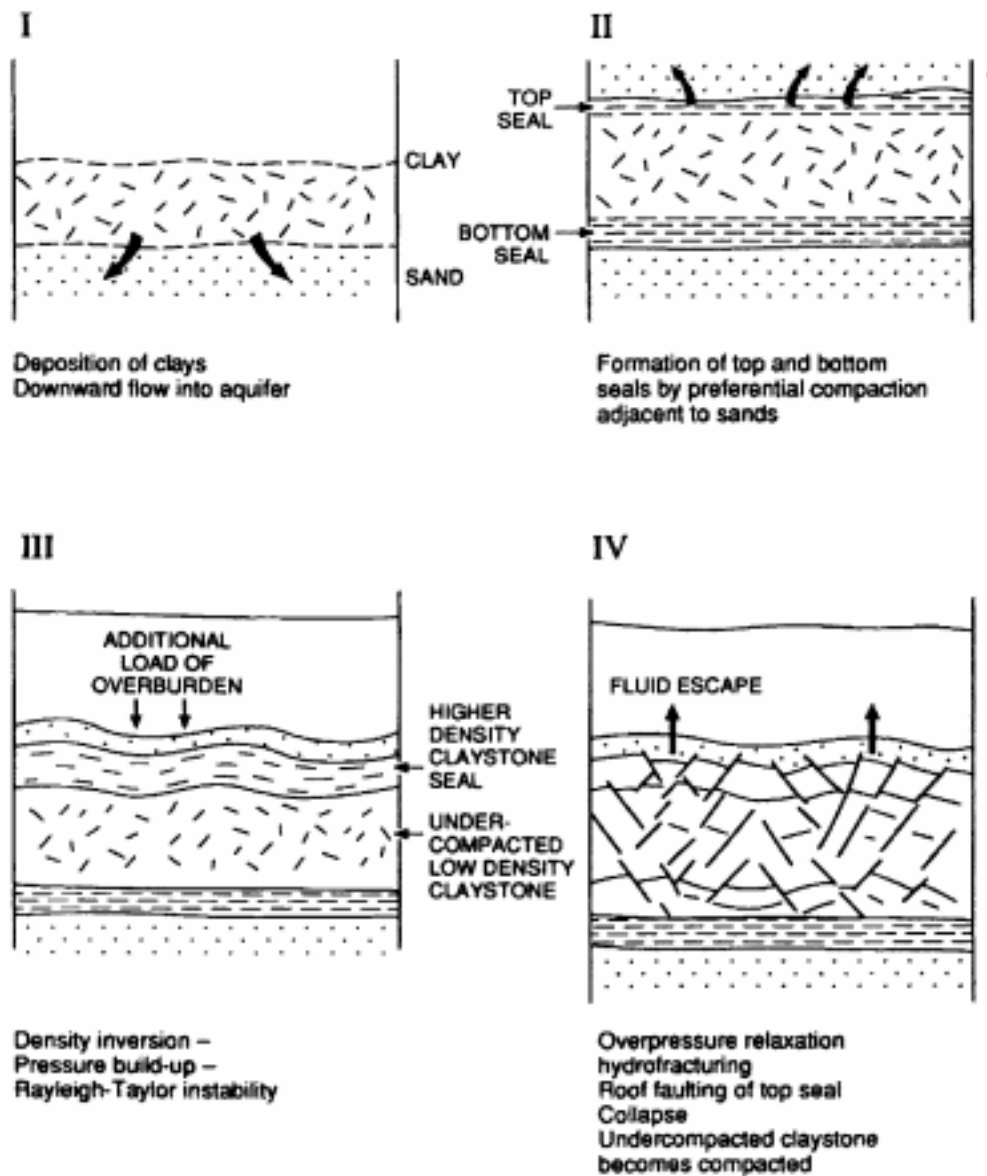 I
CLAY
SAND
Deposition of clays
Downward flow into aquifer
II
TOP
SEAL
BOTTOM
SEAL
Formation of top and bottom
seals by preferential compaction
adjacent to sands
III
ADDITIONAL
LOAD OF
OVERBURDEN
HIGHER
DENSITY
CLAYSTONE
SEAL
UNDER-
COMPACTED
LOW DENSITY
CLAYSTONE
Density inversion –
Pressure build-up –
Rayleigh-Taylor instability
IV
FLUID ESCAPE
Overpressure relaxation
hydrofracturing
Roof faulting of top seal
Collapse
Undercompacted claystone
becomes compacted